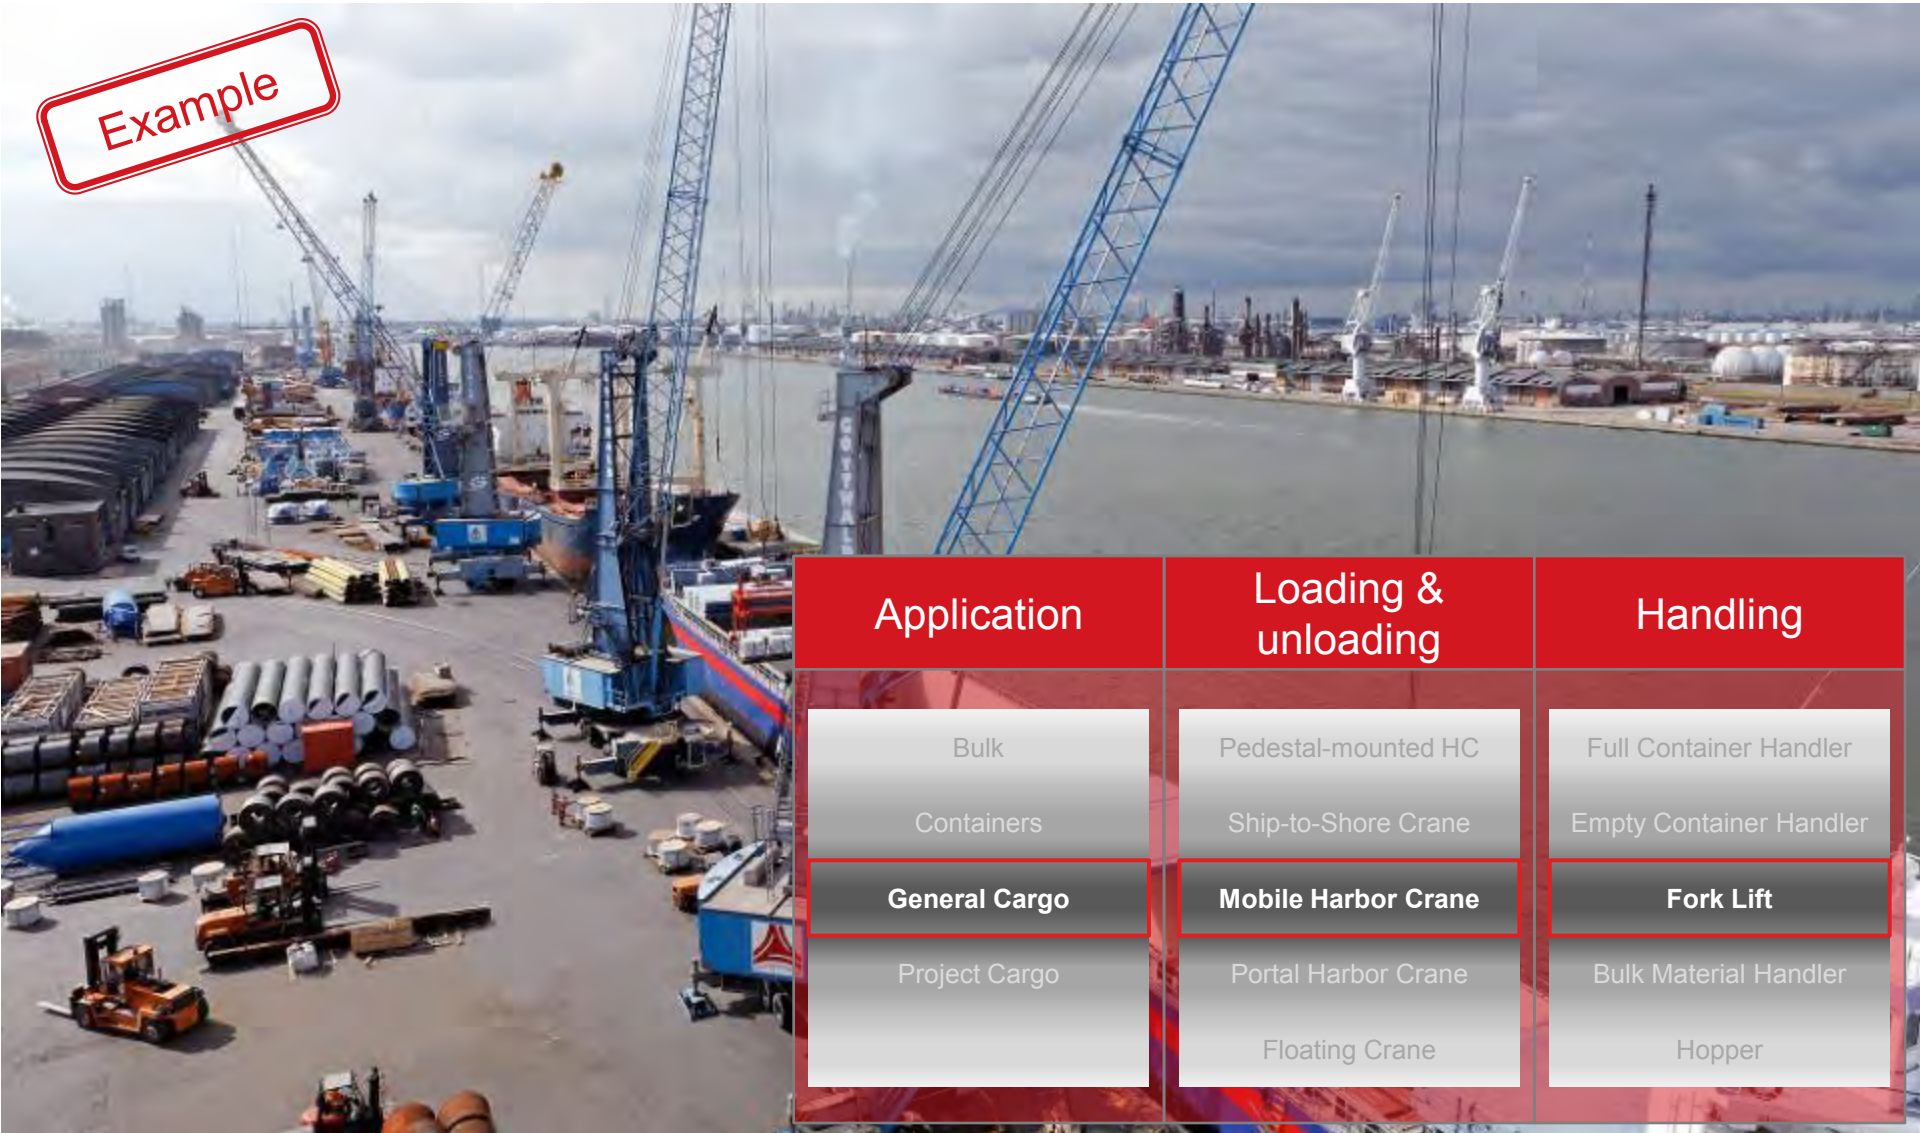 Example
GOTTWALD
Application
Loading &
unloading
Handling
Bulk
Pedestal-mounted HC
Full Container Handler
Containers
Ship-to-Shore Crane
Empty Container Handler
General Cargo
Mobile Harbor Crane
Fork Lift
Project Cargo
Portal Harbor Crane
Bulk Material Handler
Floating Crane
Hopper